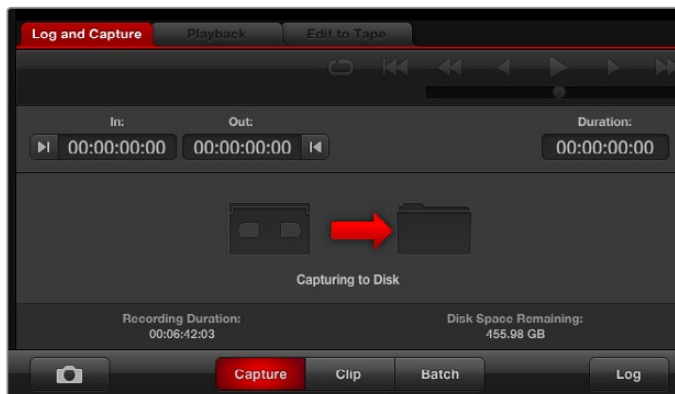 Log and Capture Playback Edit to Tape
In: Out: Duration:
00:00:00:00 00:00:00:00 00:00:00:00
Capturing to Disk
Recording Duration: Disk Space Remaining:
00:06:42:03 455.98 GB
Capture Clip Batch Log